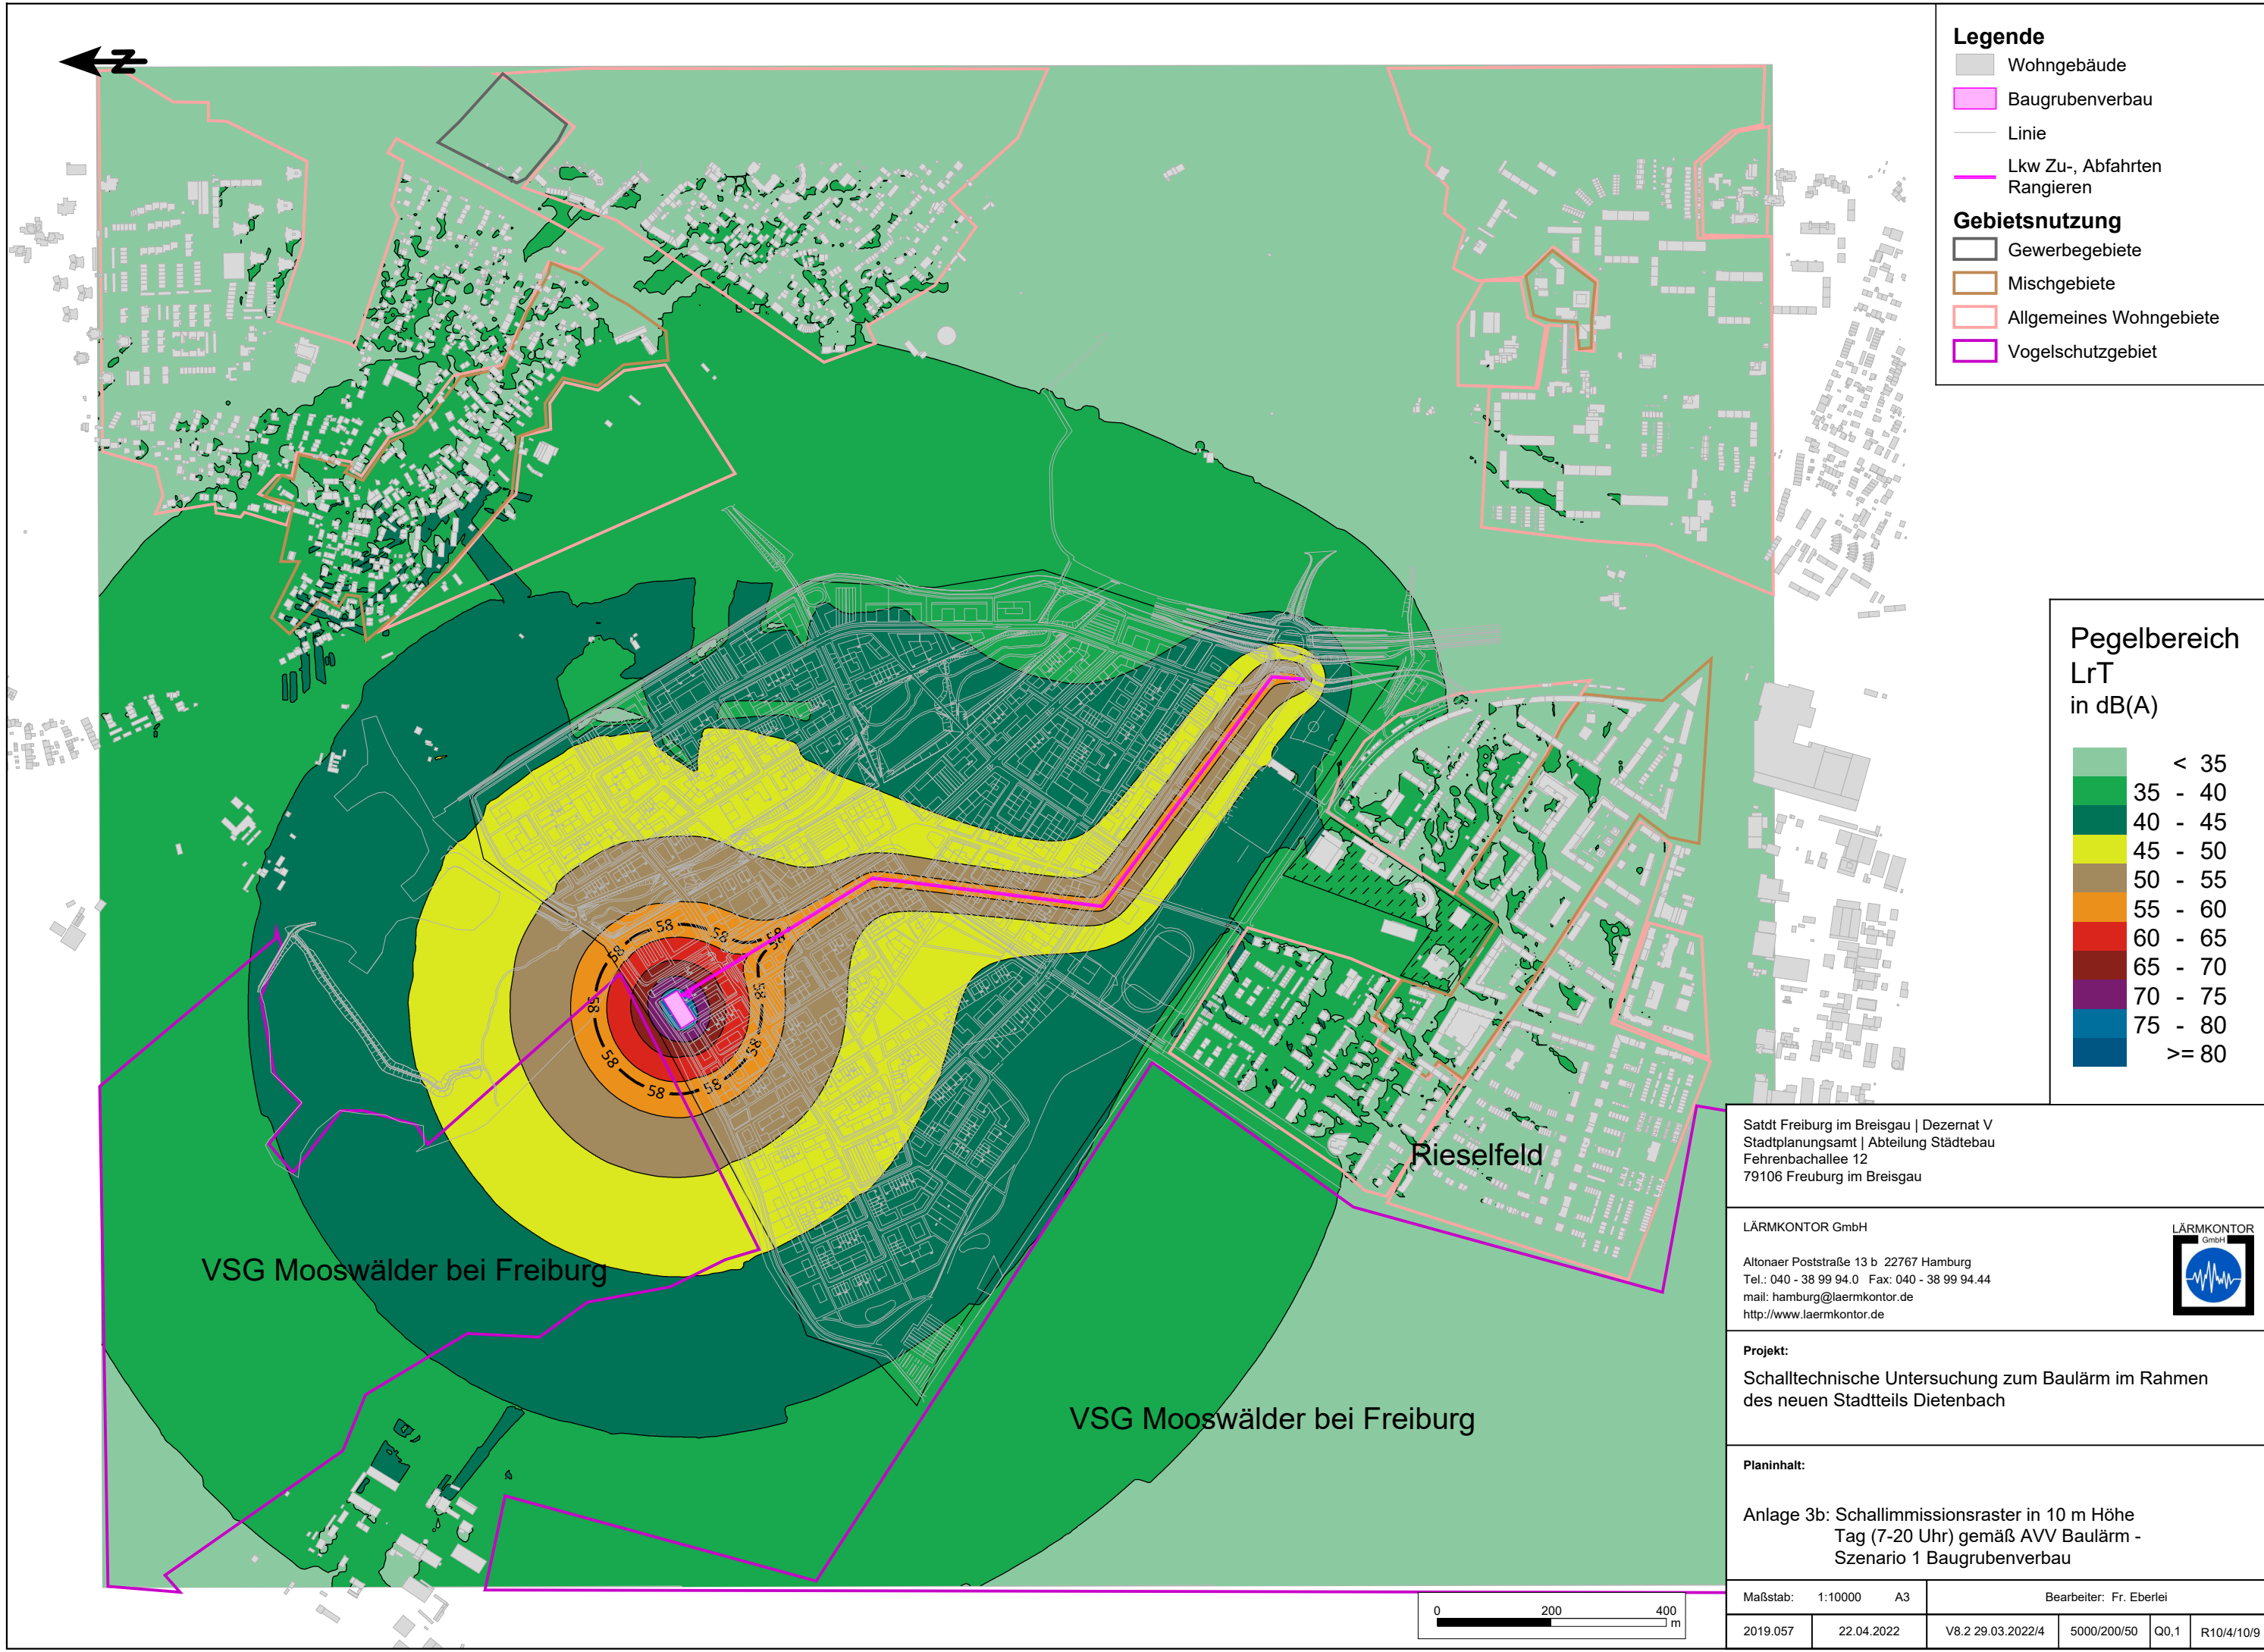 Z
Legende
Wohngebäude
Baugrubenverbau
Linie
Lkw Zu-, Abfahrten
Rangieren
Gebietsnutzung
Gewerbegebiete
Mischgebiete
Allgemeines Wohngebiete
Vogelschutzgebiet
Pegelbereich
LrT
in dB(A)
< 35
35 - 40
40 - 45
45 - 50
50 - 55
55 - 60
60 - 65
65 - 70
70 - 75
75 - 80
>= 80
58
58
58
58
58
58
58
58
58
58
58
Rieselfeld
VSG Mooswälder bei Freiburg
VSG Mooswälder bei Freiburg
0 200 400
m
Satdt Freiburg im Breisgau | Dezernat V
Stadtplanungsamt | Abteilung Städtebau
Fehrenbachallee 12
79106 Freuburg im Breisgau
LÄRMKONTOR GmbH
Altonaer Poststraße 13 b 22767 Hamburg
Tel.: 040 - 38 99 94.0 Fax: 040 - 38 99 94.44
mail: hamburg@laermkontor.de
http://www.laermkontor.de
LÄRMKONTOR
GmbH
Projekt:
Schalltechnische Untersuchung zum Baulärm im Rahmen
des neuen Stadtteils Dietenbach
Planinhalt:
Anlage 3b: Schallimmissionsraster in 10 m Höhe
Tag (7-20 Uhr) gemäß AVV Baulärm -
Szenario 1 Baugrubenverbau
Maßstab: 1:10000 A3 Bearbeiter: Fr. Eberlei
2019.057 22.04.2022 V8.2 29.03.2022/4 5000/200/50 Q0,1 R10/4/10/9